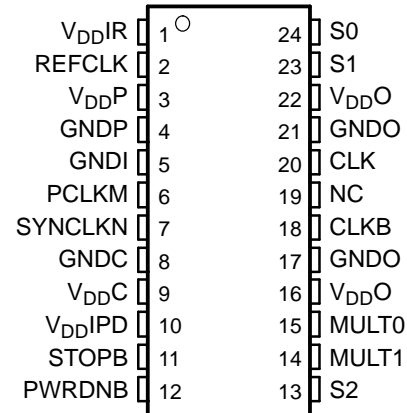 VDDIR 1 24 S0
REFCLK 2 23 S1
VDDP 3 22 VDDO
GNDP 4 21 GNDO
GNDI 5 20 CLK
PCLKM 6 19 NC
SYNCLKN 7 18 CLKB
GNDC 8 17 GNDO
VDDC 9 16 VDDO
VDDIPD 10 15 MULT0
STOPB 11 14 MULT1
PWRDNB 12 13 S2